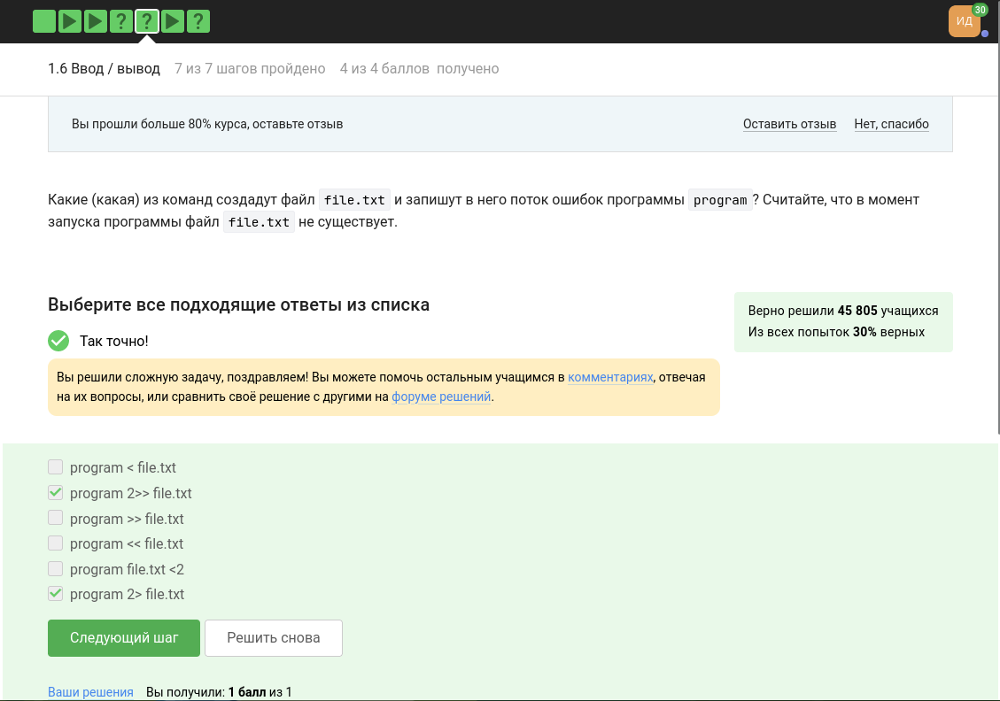 ? ? ?
ИД 30
1.6 Ввод / вывод 7 из 7 шагов пройдено 4 из 4 баллов получено
Вы прошли больше 80% курса, оставьте отзыв Оставить отзыв Нет, спасибо
Какие (какая) из команд создадут файл file.txt и запишут в него поток ошибок программы program? Считайте, что в момент
запуска программы файл file.txt не существует.
Выберите все подходящие ответы из списка
Верно решили 45 805 учащихся
Из всех попыток 30% верных
Так точно!
Вы решили сложную задачу, поздравляем! Вы можете помочь остальным учащимся в комментариях, отвечая
на их вопросы, или сравнить своё решение с другими на форуме решений.
program < file.txt
program 2>> file.txt
program >> file.txt
program << file.txt
program file.txt <2
program 2> file.txt
Следующий шаг Решить снова
Ваши решения Вы получили: 1 балл из 1